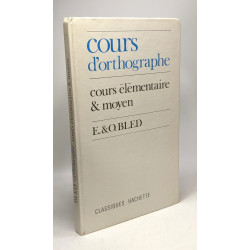 cours
d'orthographe
cours élémentaire
& moyen
E.&O.BLED
CLASSIQUES HACHETTE